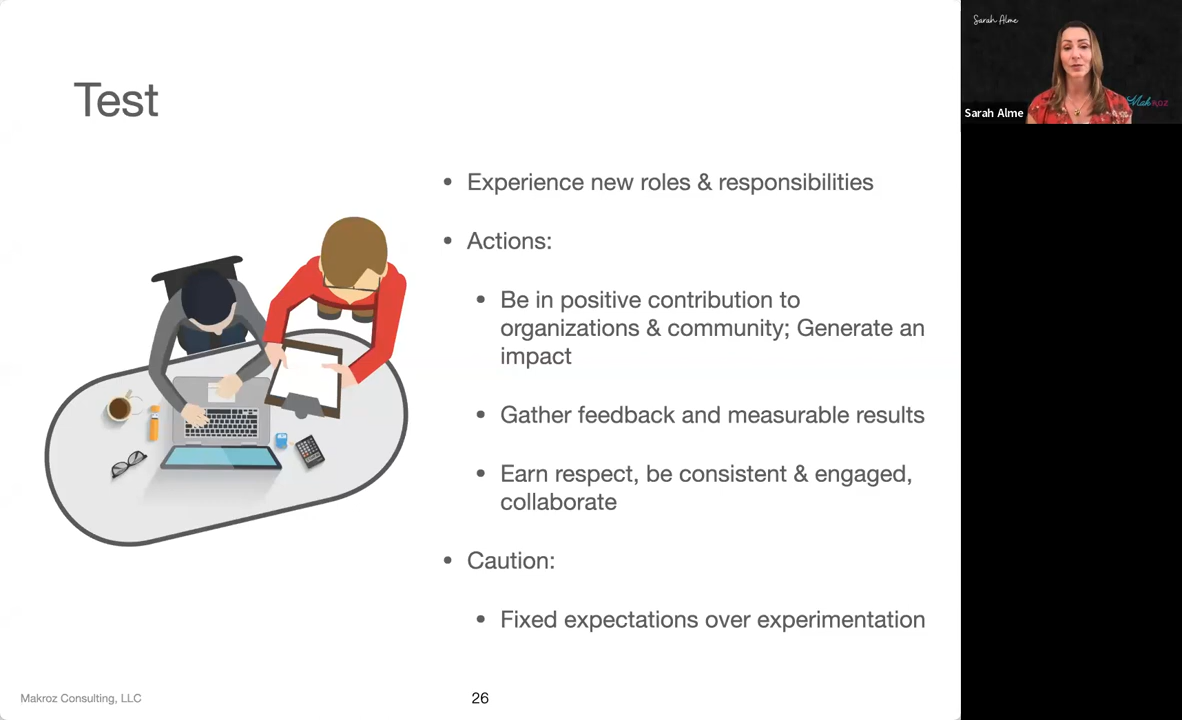 Test
• Experience new roles & responsibilities
• Actions:
• Be in positive contribution to
organizations & community; Generate an
impact
• Gather feedback and measurable results
• Earn respect, be consistent & engaged,
collaborate
• Caution:
• Fixed expectations over experimentation
Makroz Consulting, LLC
26
Sarah Alme
Makroz
Sarah Alme